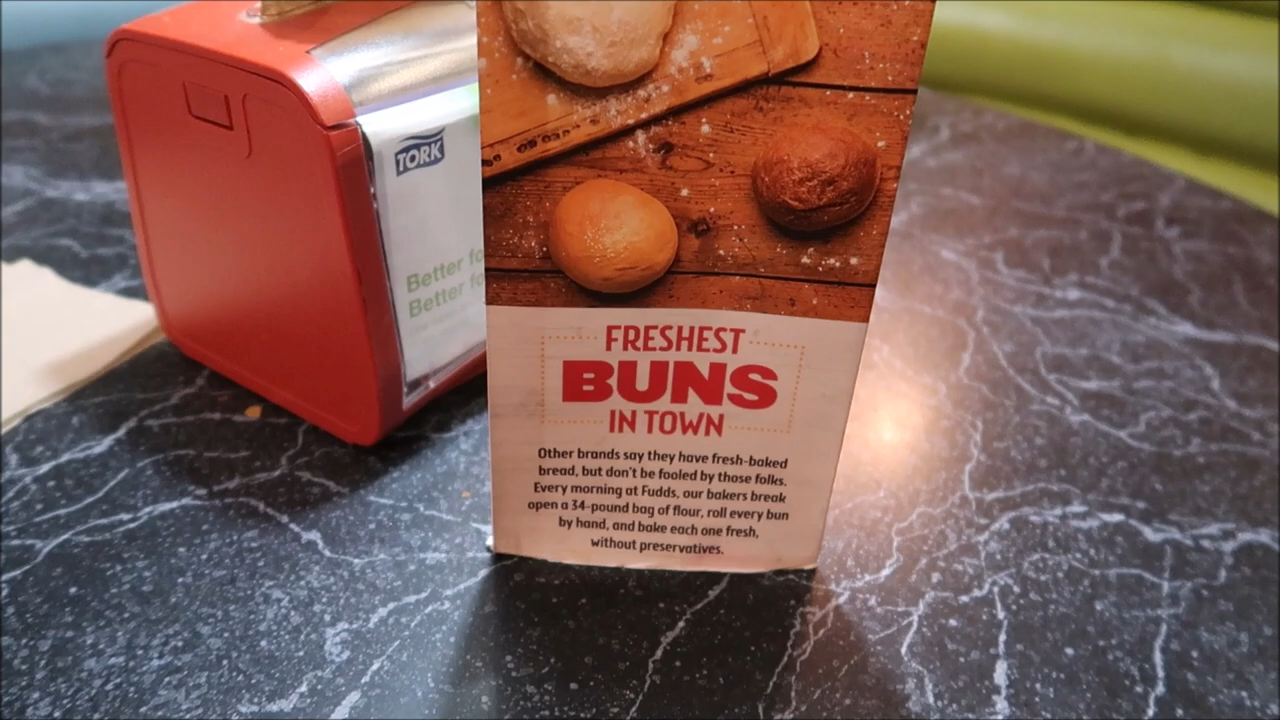 TORK
Better fo
Better fo
FRESHEST
BUNS
IN TOWN
Other brands say they have fresh-baked
bread, but don't be fooled by those folks.
Every morning at Fudds, our bakers break
open a 34-pound bag of flour, roll every bun
by hand, and bake each one fresh,
without preservatives.